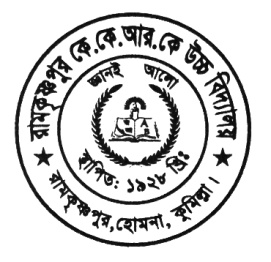 রামকৃষ্ণপুর কে.কে.আর.কে উচ্চ বিদ্যালয়
জ্ঞানই আলো
স্থাপিত: ১৯২৮ খ্রিঃ
রামকৃষ্ণপুর, হোমনা, কুমিল্লা।